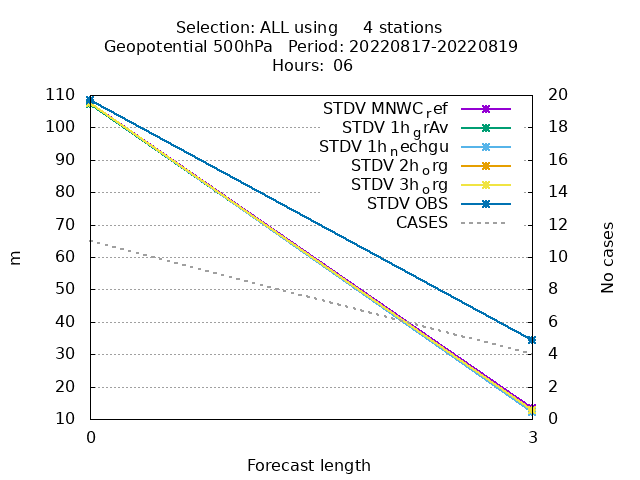 Selection: ALL using     4 stations
Geopotential 500hPa   Period: 20220817-20220819
Hours:  06
110
100
90
80
70
60
50
40
30
20
10
20
18
16
14
12
10
8
6
4
2
0
m
No cases
STDV MNWC_ref
STDV 1h_grAv
STDV 1h_nechgu
STDV 2h_org
STDV 3h_org
STDV OBS
CASES
0
3
Forecast length